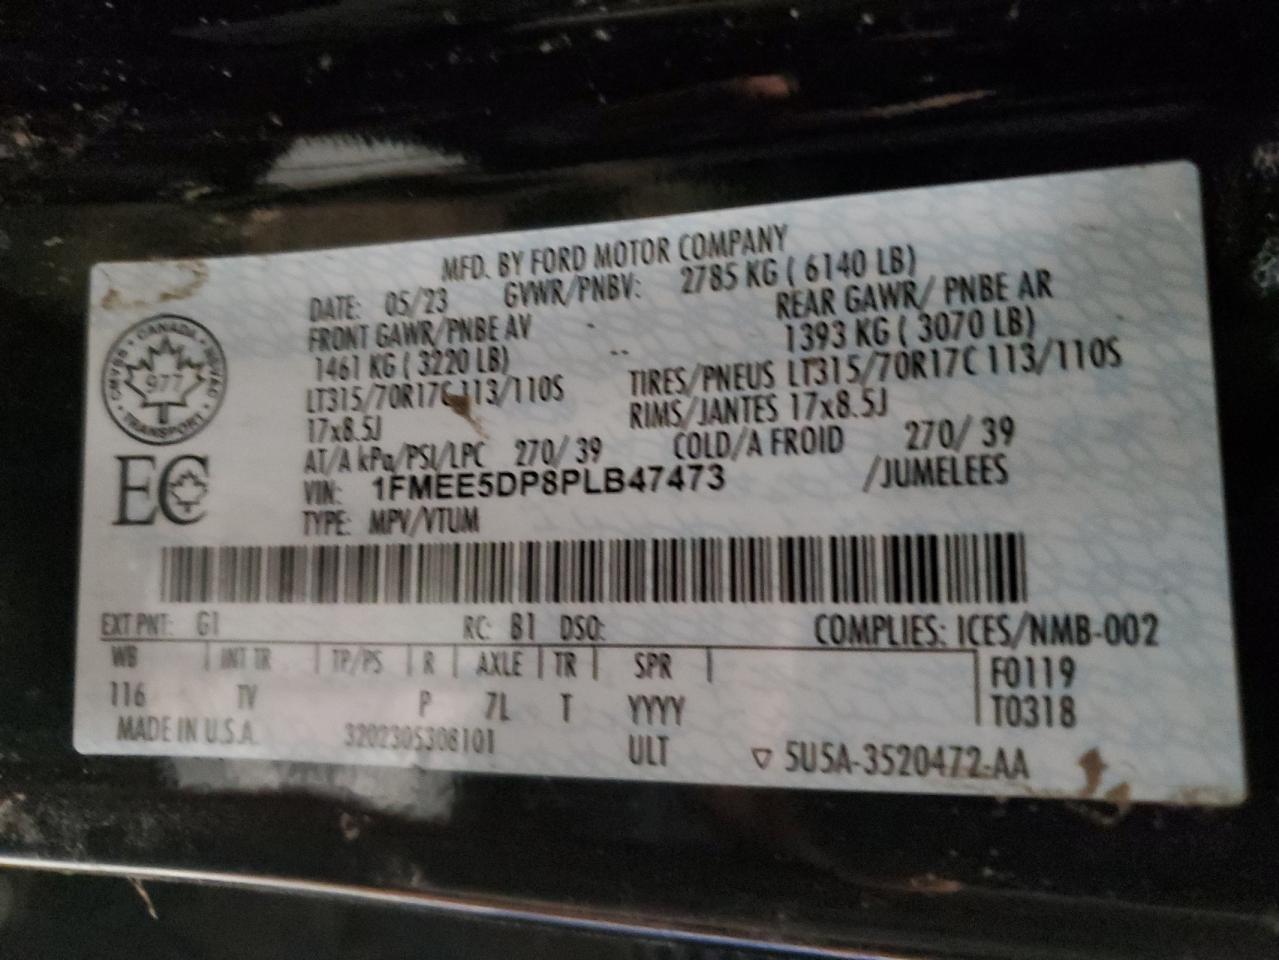 MFD. BY FORD MOTOR COMPANY
DATE: 05/23 GVWR/PNBV: 2785 KG ( 6140 LB)
FRONT GAWR/PNBE AV REAR GAWR/ PNBE AR
1461 KG ( 3220 LB) 1393 KG ( 3070 LB)
LT315/70R17C 113/110S TIRES/PNEUS LT315/70R17C 113/110S
17x8.5J RIMS/JANTES 17x8.5J
AT/A kPa/PSI/LPC 270/ 39 COLD/A FROID 270/ 39
VIN: 1FMEE5DP8PLB47473 /JUMELEES
TYPE: MPV/VTUM
CANADA
977
TRANSPORT
EC
EXT PNT: G1 RC: B1 DSO: COMPLIES: ICES/NMB-002
WB INT TR TP/PS R AXLE TR SPR F0119
116 TV P 7L T YYYY T0318
MADE IN U.S.A. 3202305308101 ULT ▽ 5U5A-3520472-AA